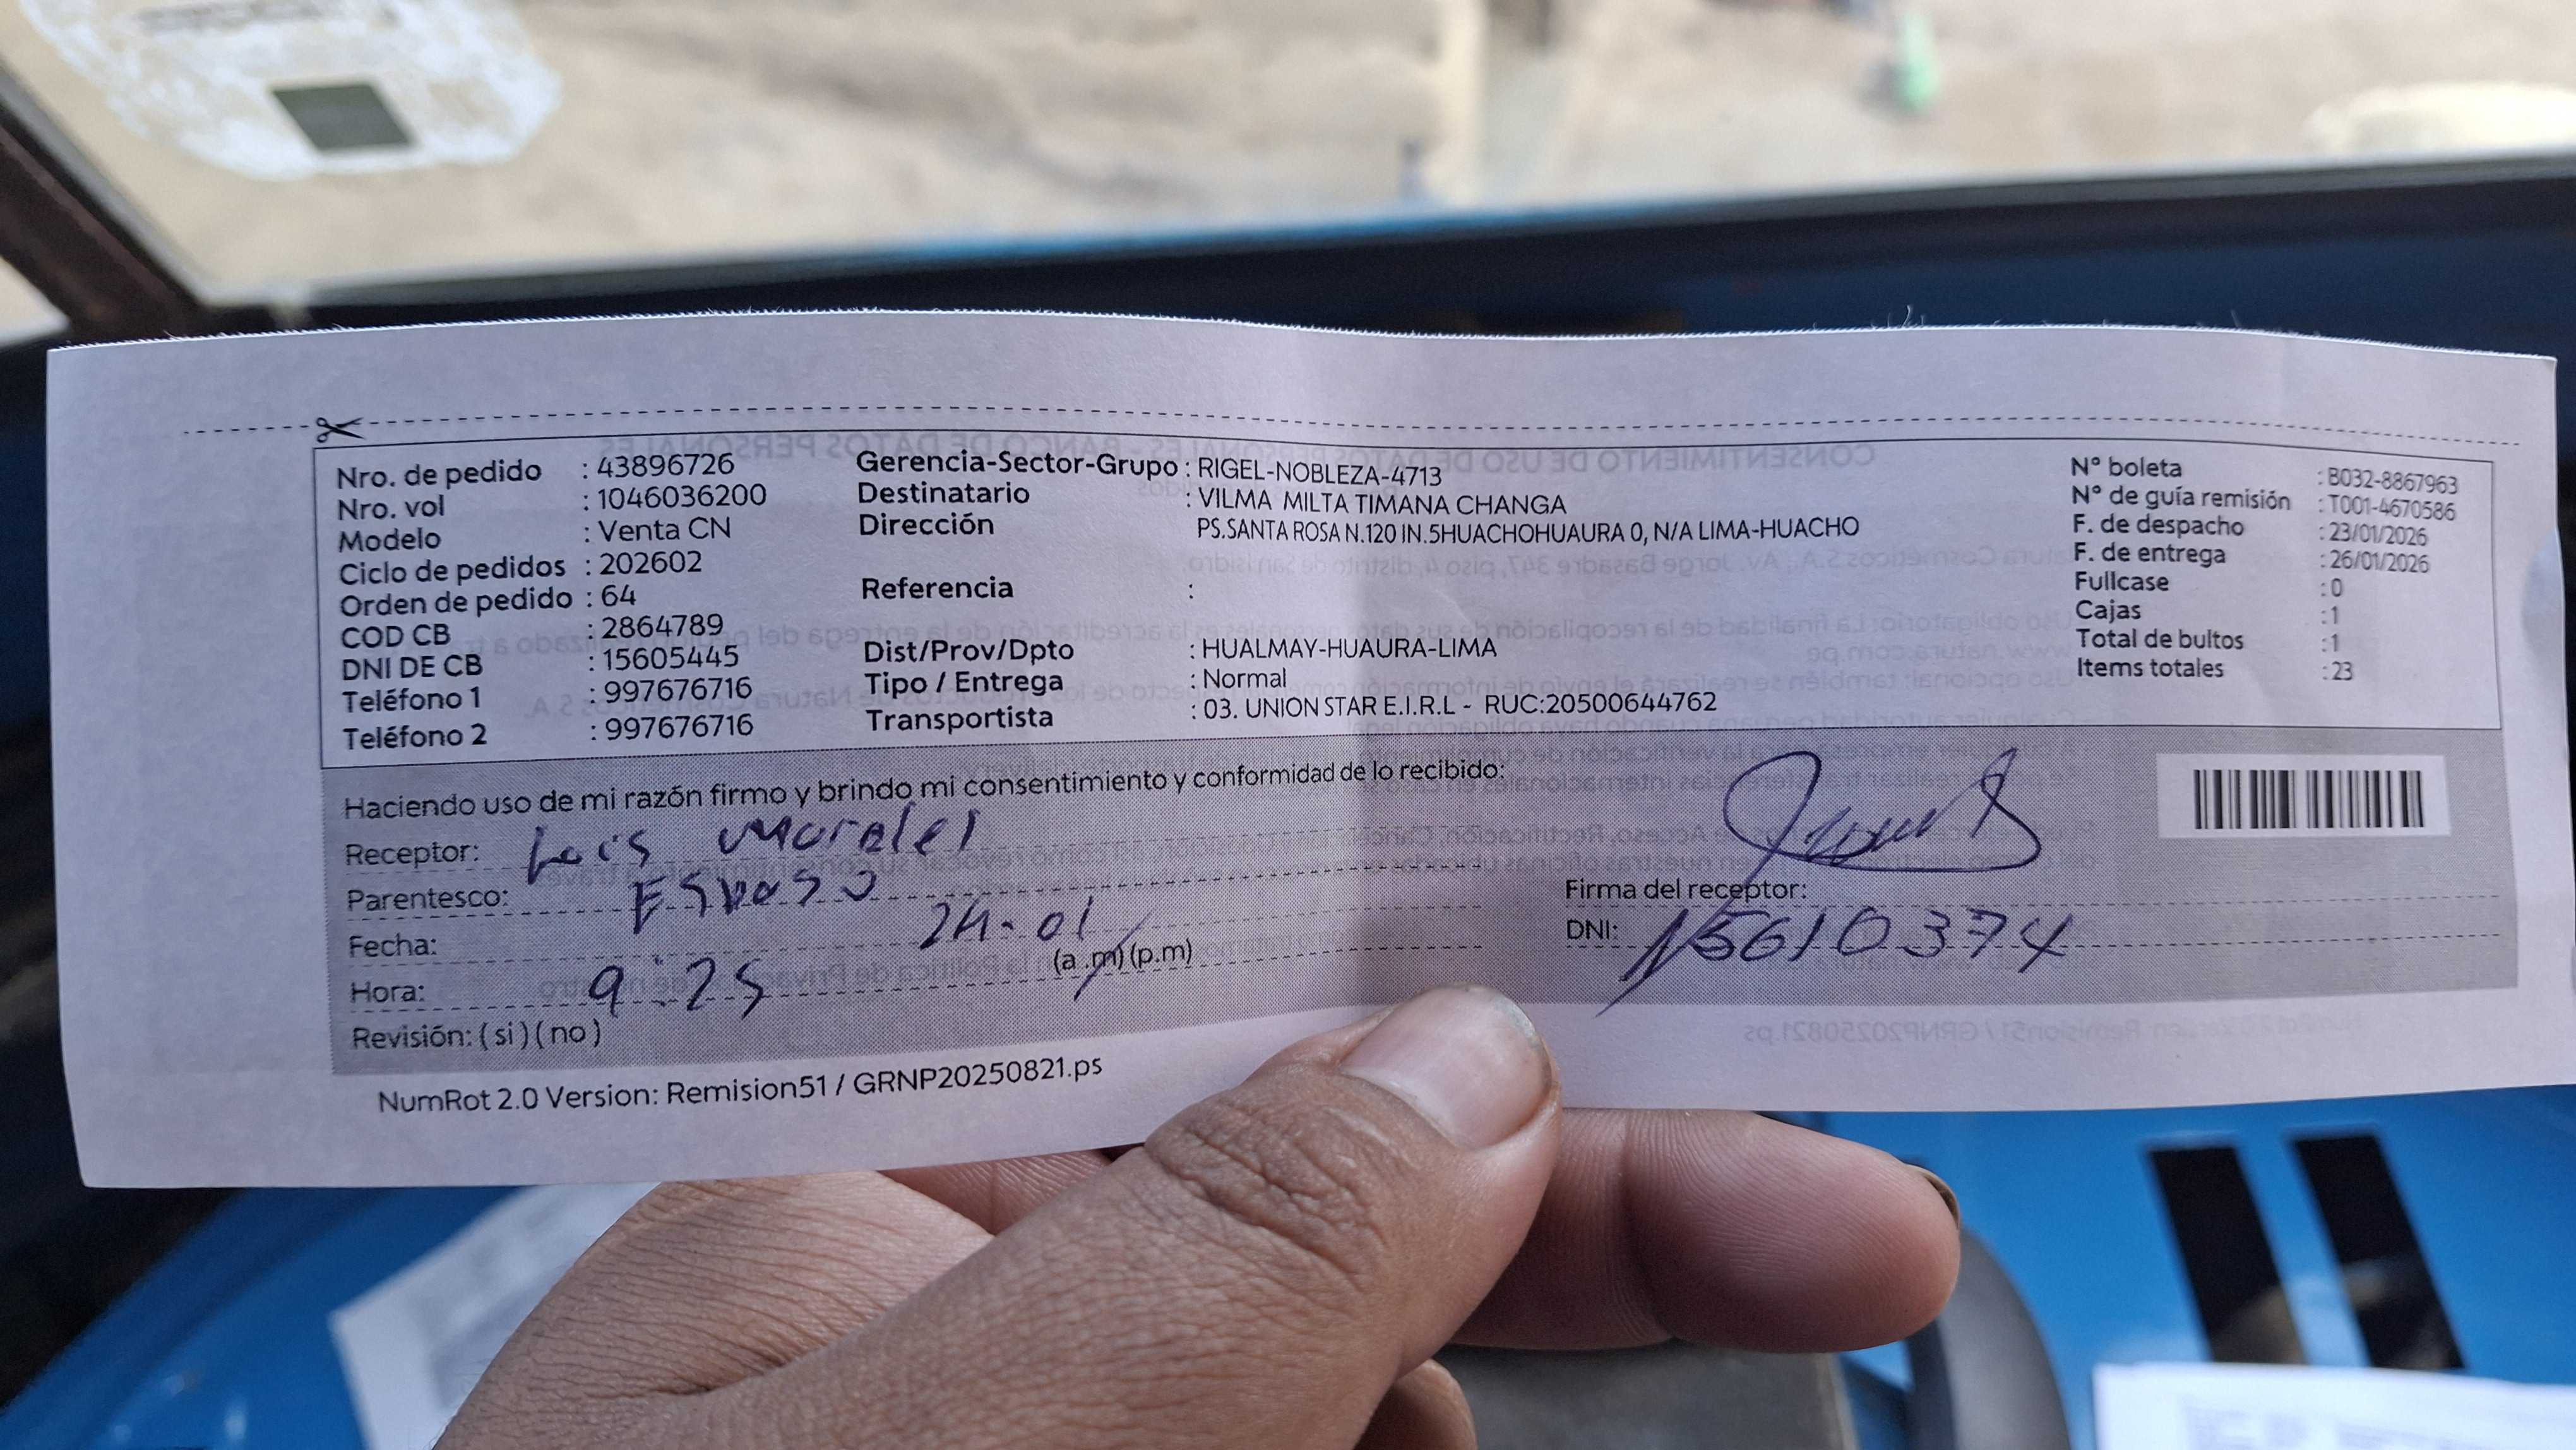 Nro. de pedido : 43896726
Nro. vol : 1046036200
Modelo : Venta CN
Ciclo de pedidos : 202602
Orden de pedido : 64
COD CB : 2864789
DNI DE CB : 15605445
Teléfono 1 : 997676716
Teléfono 2 : 997676716
Gerencia-Sector-Grupo : RIGEL-NOBLEZA-4713
Destinatario : VILMA MILTA TIMANA CHANGA
Dirección PS.SANTA ROSA N.120 IN.5HUACHOHUAURA 0, N/A LIMA-HUACHO
Referencia :
Dist/Prov/Dpto : HUALMAY-HUAURA-LIMA
Tipo / Entrega : Normal
Transportista : 03. UNION STAR E.I.R.L - RUC:20500644762
N° boleta : B032-8867963
N° de guía remisión : T001-4670586
F. de despacho : 23/01/2026
F. de entrega : 26/01/2026
Fullcase : 0
Cajas : 1
Total de bultos : 1
Items totales : 23
Haciendo uso de mi razón firmo y brindo mi consentimiento y conformidad de lo recibido:
Receptor: Luis Morales
Parentesco: Esposo
Fecha: 24-01
Hora: 9:25 (a.m)(p.m)
Revisión: (si)(no)
Firma del receptor:
DNI: 15610374
NumRot 2.0 Version: Remision51 / GRNP20250821.ps